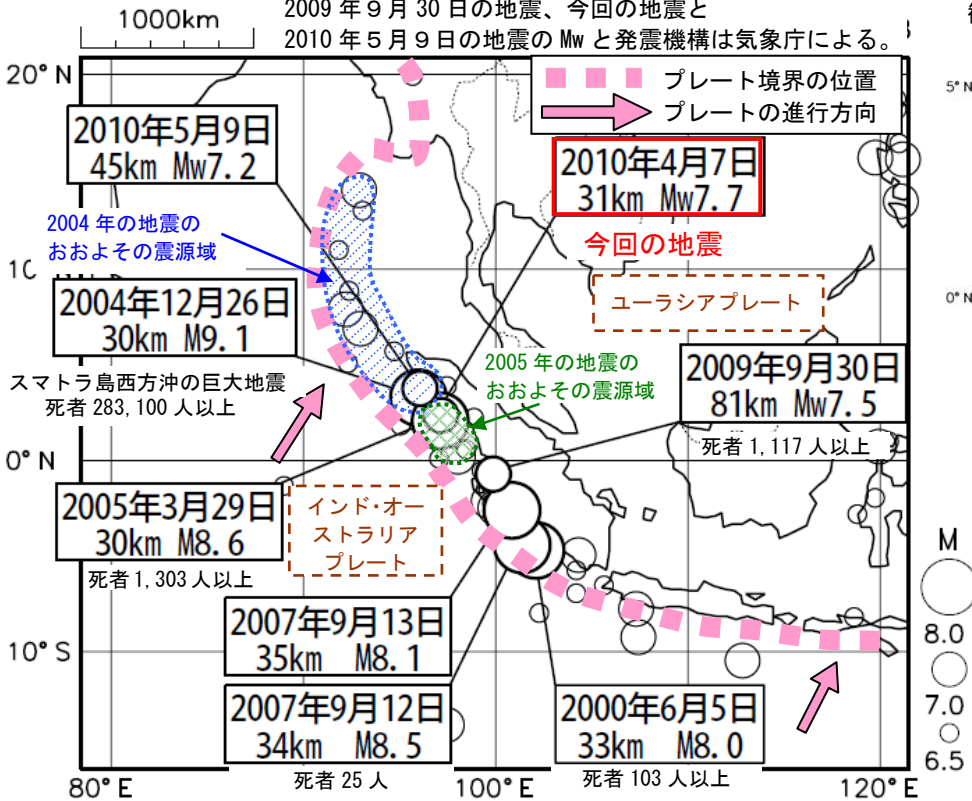 1000km
2009年9月30日の地震、今回の地震と
2010年5月9日の地震のMwと発震機構は気象庁による。
プレート境界の位置
プレートの進行方向
20°N
5°N
2010年5月9日
45km Mw7.2
2010年4月7日
31km Mw7.7
今回の地震
2004年の地震の
おおよその震源域
ユーラシアプレート
0°N
2004年12月26日
30km M9.1
スマトラ島西方沖の巨大地震
死者283,100人以上
2005年の地震の
おおよその震源域
2009年9月30日
81km Mw7.5
死者1,117人以上
0°N
2005年3月29日
30km M8.6
死者1,303人以上
インド・オー
ストラリア
プレート
2007年9月13日
35km M8.1
10°S
2007年9月12日
34km M8.5
死者25人
2000年6月5日
33km M8.0
死者103人以上
M
8.0
7.0
6.5
80°E
100°E
120°E